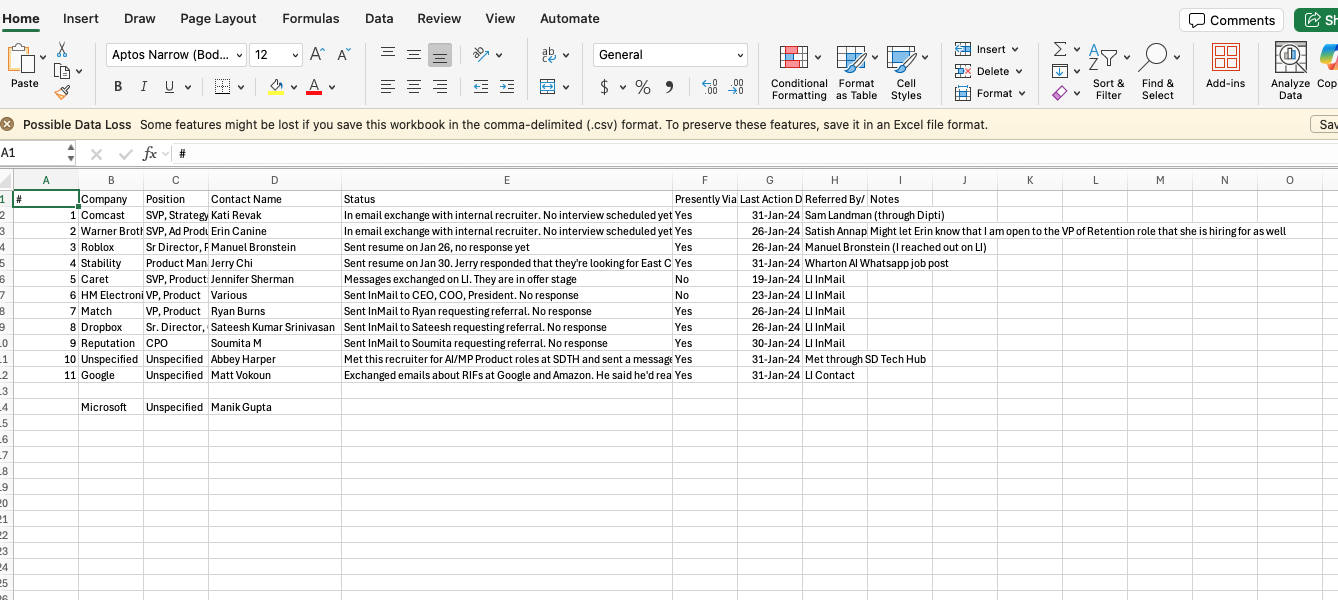 Home Insert Draw Page Layout Formulas Data Review View Automate Comments
Aptos Narrow (Bod... 12 General Insert
Paste B I U $ % Conditional Formatting Format as Table Cell Styles Delete Format Sort & Filter Find & Select Add-ins Analyze Data
Possible Data Loss Some features might be lost if you save this workbook in the comma-delimited (.csv) format. To preserve these features, save it in an Excel file format.
A1 fx #
A B C D E F G H I J K L M N O
1 # Company Position Contact Name Status Presently Via Last Action D Referred By/ Notes
2 1 Comcast SVP, Strategy Kati Revak In email exchange with internal recruiter. No interview scheduled yet Yes 31-Jan-24 Sam Landman (through Dipti)
3 2 Warner Brot SVP, Ad Produ Erin Canine In email exchange with internal recruiter. No interview scheduled yet Yes 26-Jan-24 Satish Annap Might let Erin know that I am open to the VP of Retention role that she is hiring for as well
4 3 Roblox Sr Director, P Manuel Bronstein Sent resume on Jan 26, no response yet Yes 26-Jan-24 Manuel Bronstein (I reached out on LI)
5 4 Stability Product Man Jerry Chi Sent resume on Jan 30. Jerry responded that they're looking for East C Yes 31-Jan-24 Wharton AI Whatsapp job post
6 5 Caret SVP, Product Jennifer Sherman Messages exchanged on LI. They are in offer stage No 19-Jan-24 LI InMail
7 6 HM Electroni VP, Product Various Sent InMail to CEO, COO, President. No response No 23-Jan-24 LI InMail
8 7 Match VP, Product Ryan Burns Sent InMail to Ryan requesting referral. No response Yes 26-Jan-24 LI InMail
9 8 Dropbox Sr. Director, Sateesh Kumar Srinivasan Sent InMail to Sateesh requesting referral. No response Yes 26-Jan-24 LI InMail
10 9 Reputation CPO Soumita M Sent InMail to Soumita requesting referral. No response Yes 30-Jan-24 LI InMail
11 10 Unspecified Unspecified Abbey Harper Met this recruiter for AI/MP Product roles at SDTH and sent a message Yes 31-Jan-24 Met through SD Tech Hub
12 11 Google Unspecified Matt Vokoun Exchanged emails about RIFs at Google and Amazon. He said he'd rea Yes 31-Jan-24 LI Contact
13
14 Microsoft Unspecified Manik Gupta
15
16
17
18
19
20
21
22
23
24
25